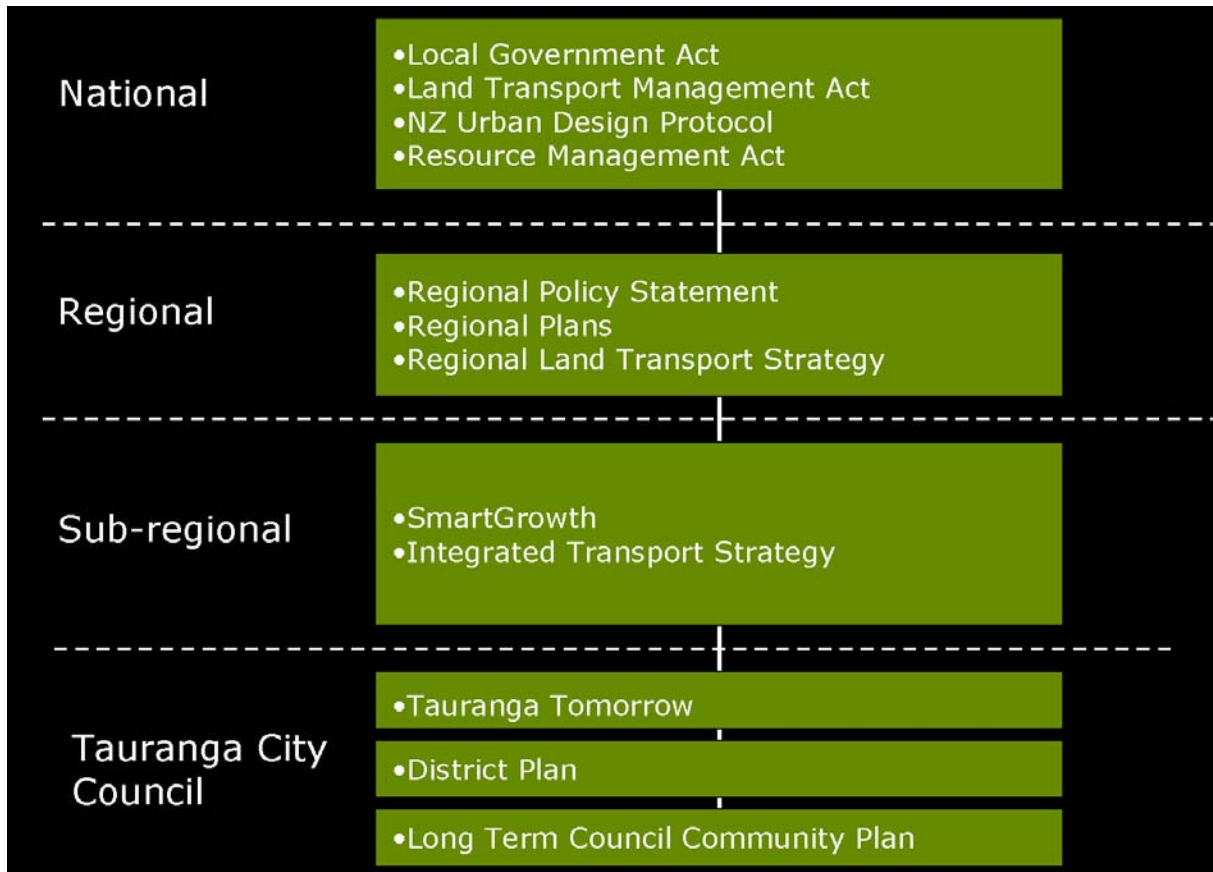 National
•Local Government Act
•Land Transport Management Act
•NZ Urban Design Protocol
•Resource Management Act
Regional
•Regional Policy Statement
•Regional Plans
•Regional Land Transport Strategy
Sub-regional
•SmartGrowth
•Integrated Transport Strategy
Tauranga City
Council
•Tauranga Tomorrow
•District Plan
•Long Term Council Community Plan